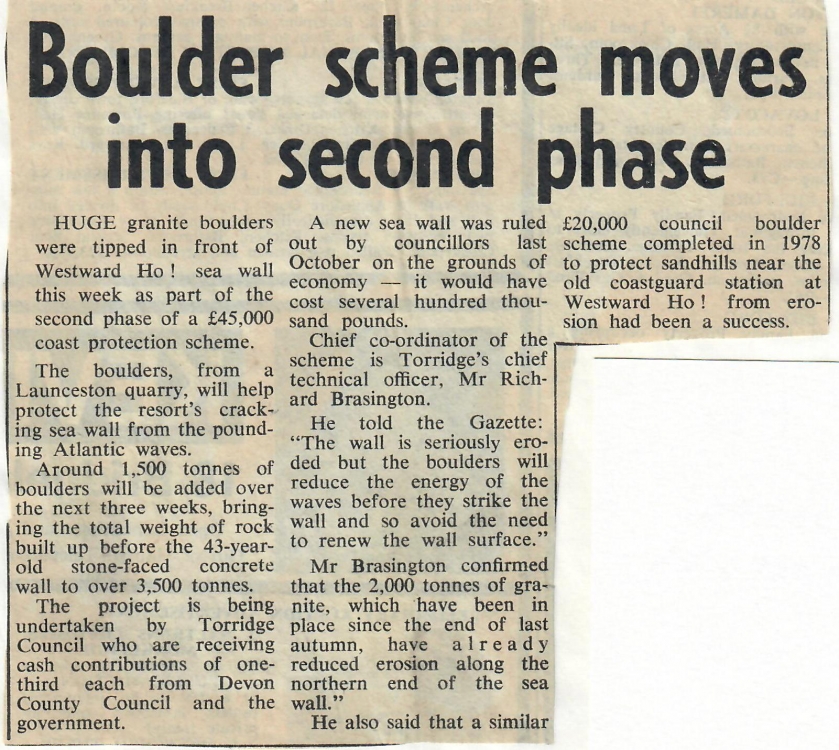 Boulder scheme moves
into second phase
HUGE granite boulders
were tipped in front of
Westward Ho! sea wall
this week as part of the
second phase of a £45,000
coast protection scheme.
The boulders, from a
Launceston quarry, will help
protect the resort's crack-
ing sea wall from the pound-
ing Atlantic waves.
Around 1,500 tonnes of
boulders will be added over
the next three weeks, bring-
ing the total weight of rock
built up before the 43-year-
old stone-faced concrete
wall to over 3,500 tonnes.
The project is being
undertaken by Torridge
Council who are receiving
cash contributions of one-
third each from Devon
County Council and the
government.
A new sea wall was ruled
out by councillors last
October on the grounds of
economy — it would have
cost several hundred thou-
sand pounds.
Chief co-ordinator of the
scheme is Torridge's chief
technical officer, Mr Rich-
ard Brasington.
He told the Gazette:
"The wall is seriously ero-
ded but the boulders will
reduce the energy of the
waves before they strike the
wall and so avoid the need
to renew the wall surface."
Mr Brasington confirmed
that the 2,000 tonnes of gra-
nite, which have been in
place since the end of last
autumn, have already
reduced erosion along the
northern end of the sea
wall."
He also said that a similar
£20,000 council boulder
scheme completed in 1978
to protect sandhills near the
old coastguard station at
Westward Ho! from ero-
sion had been a success.